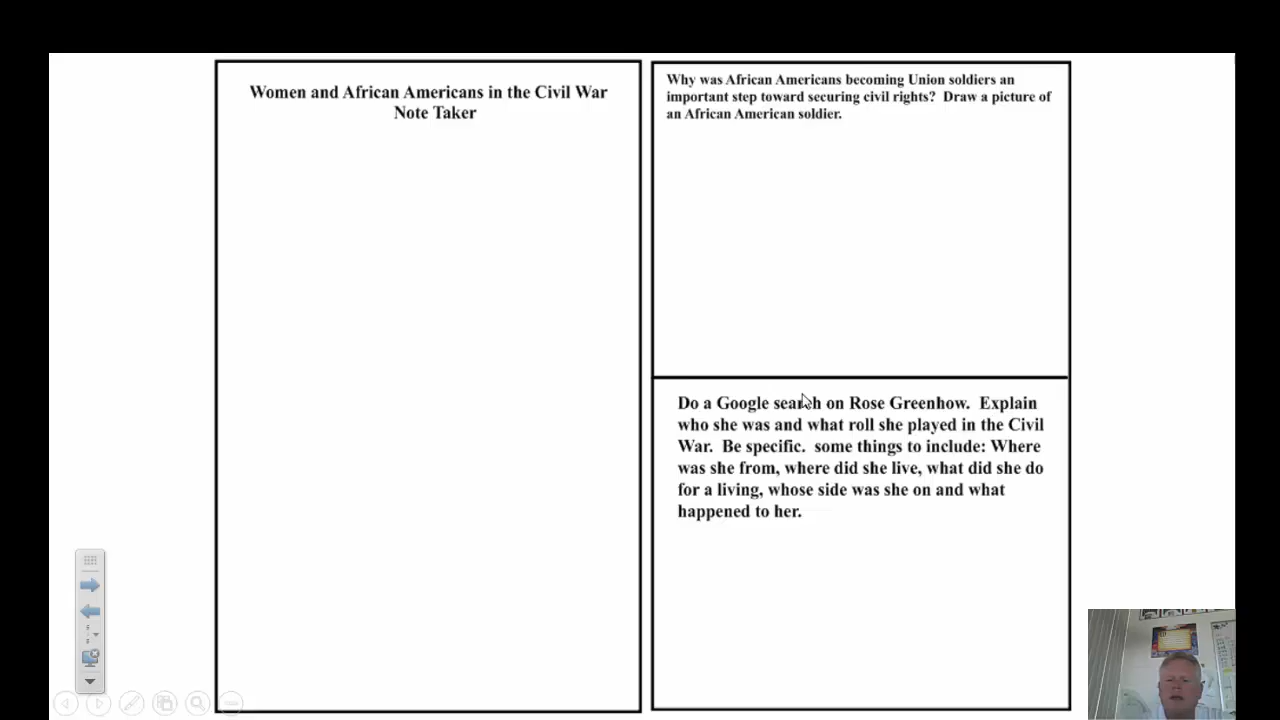 Women and African Americans in the Civil War
Note Taker
Why was African Americans becoming Union soldiers an
important step toward securing civil rights? Draw a picture of
an African American soldier.
Do a Google search on Rose Greenhow. Explain
who she was and what roll she played in the Civil
War. Be specific. some things to include: Where
was she from, where did she live, what did she do
for a living, whose side was she on and what
happened to her.